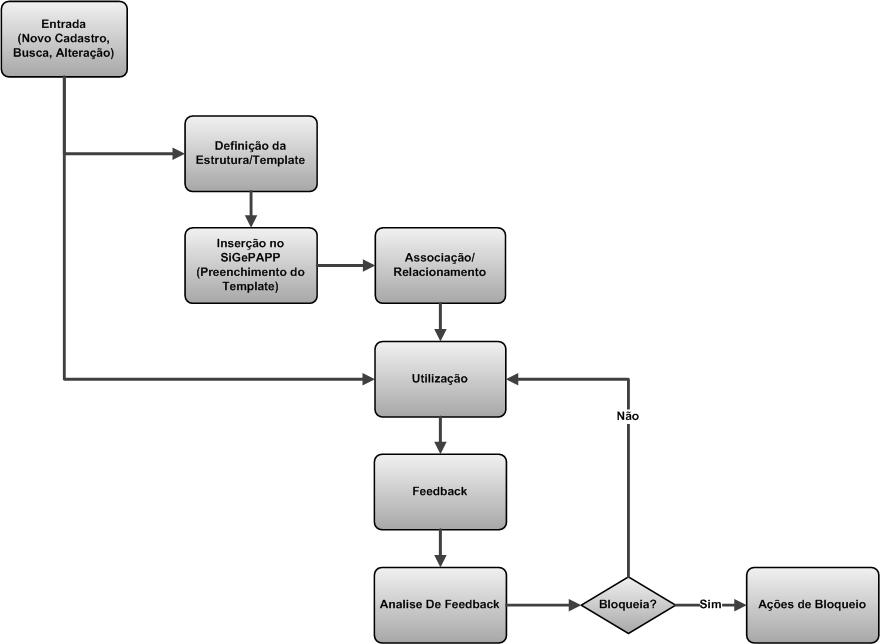 Entrada
(Novo Cadastro,
Busca, Alteração)
Definição da
Estrutura/Template
Inserção no
SiGePAPP
(Preenchimento do
Template)
Associação/
Relacionamento
Utilização
Não
Feedback
Analise De Feedback
Bloqueia?
Sim
Ações de Bloqueio